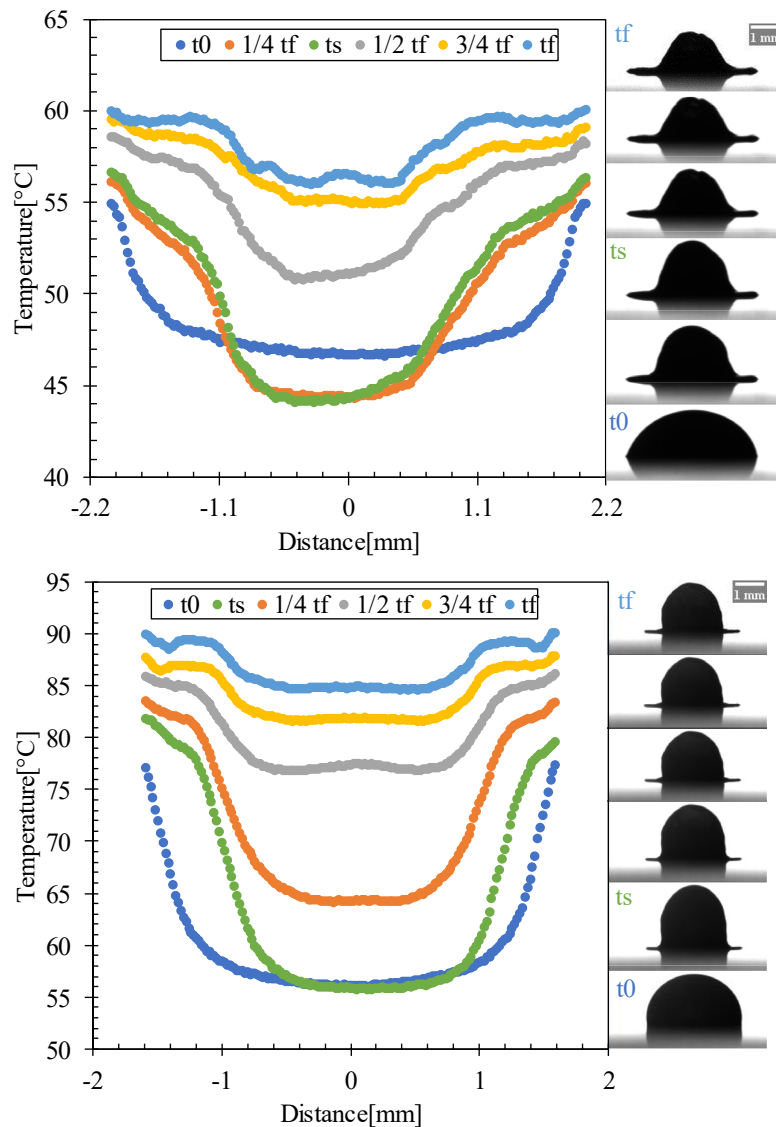 65
60
55
50
45
40
Temperature[°C]
t0 1/4 tf ts 1/2 tf 3/4 tf tf
-2.2 -1.1 0 1.1 2.2
Distance[mm]
tf
1 mm
ts
t0
95
90
85
80
75
70
65
60
55
50
Temperature[°C]
t0 ts 1/4 tf 1/2 tf 3/4 tf tf
-2 -1 0 1 2
Distance[mm]
tf
1 mm
ts
t0